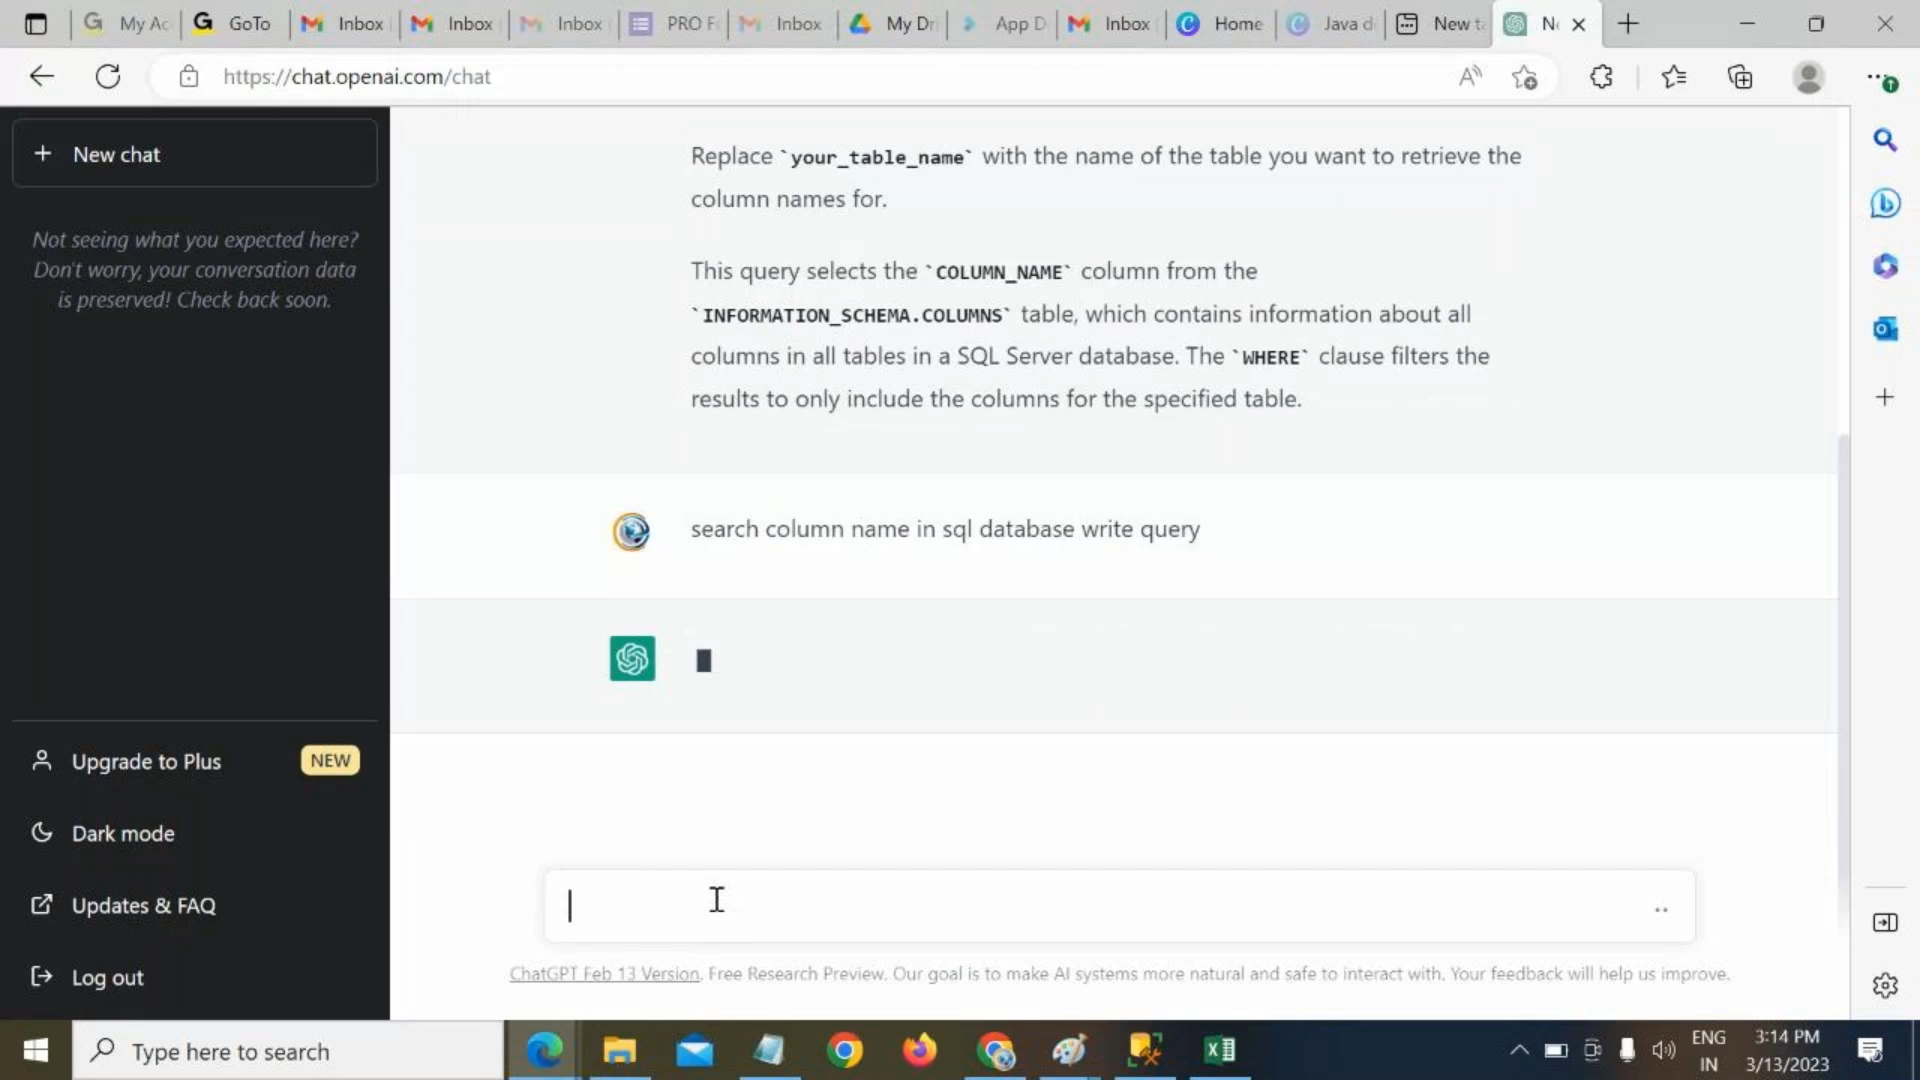 My Ac
GoTo
Inbox
Inbox
Inbox
PRO F
Inbox
My Dri
App D
Inbox
Home
Java d
New ta
Ne
https://chat.openai.com/chat
New chat
Not seeing what you expected here?
Don't worry, your conversation data
is preserved! Check back soon.
Replace `your_table_name` with the name of the table you want to retrieve the
column names for.
This query selects the `COLUMN_NAME` column from the
`INFORMATION_SCHEMA.COLUMNS` table, which contains information about all
columns in all tables in a SQL Server database. The `WHERE` clause filters the
results to only include the columns for the specified table.
search column name in sql database write query
Upgrade to Plus NEW
Dark mode
Updates & FAQ
Log out
ChatGPT Feb 13 Version. Free Research Preview. Our goal is to make AI systems more natural and safe to interact with. Your feedback will help us improve.
Type here to search
ENG
IN
3:14 PM
3/13/2023